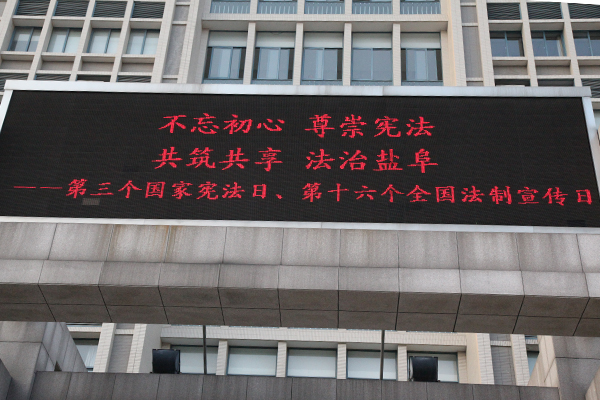 不忘初心 尊崇宪法
共筑共享 法治盐阜
——第三个国家宪法日、第十六个全国法制宣传日